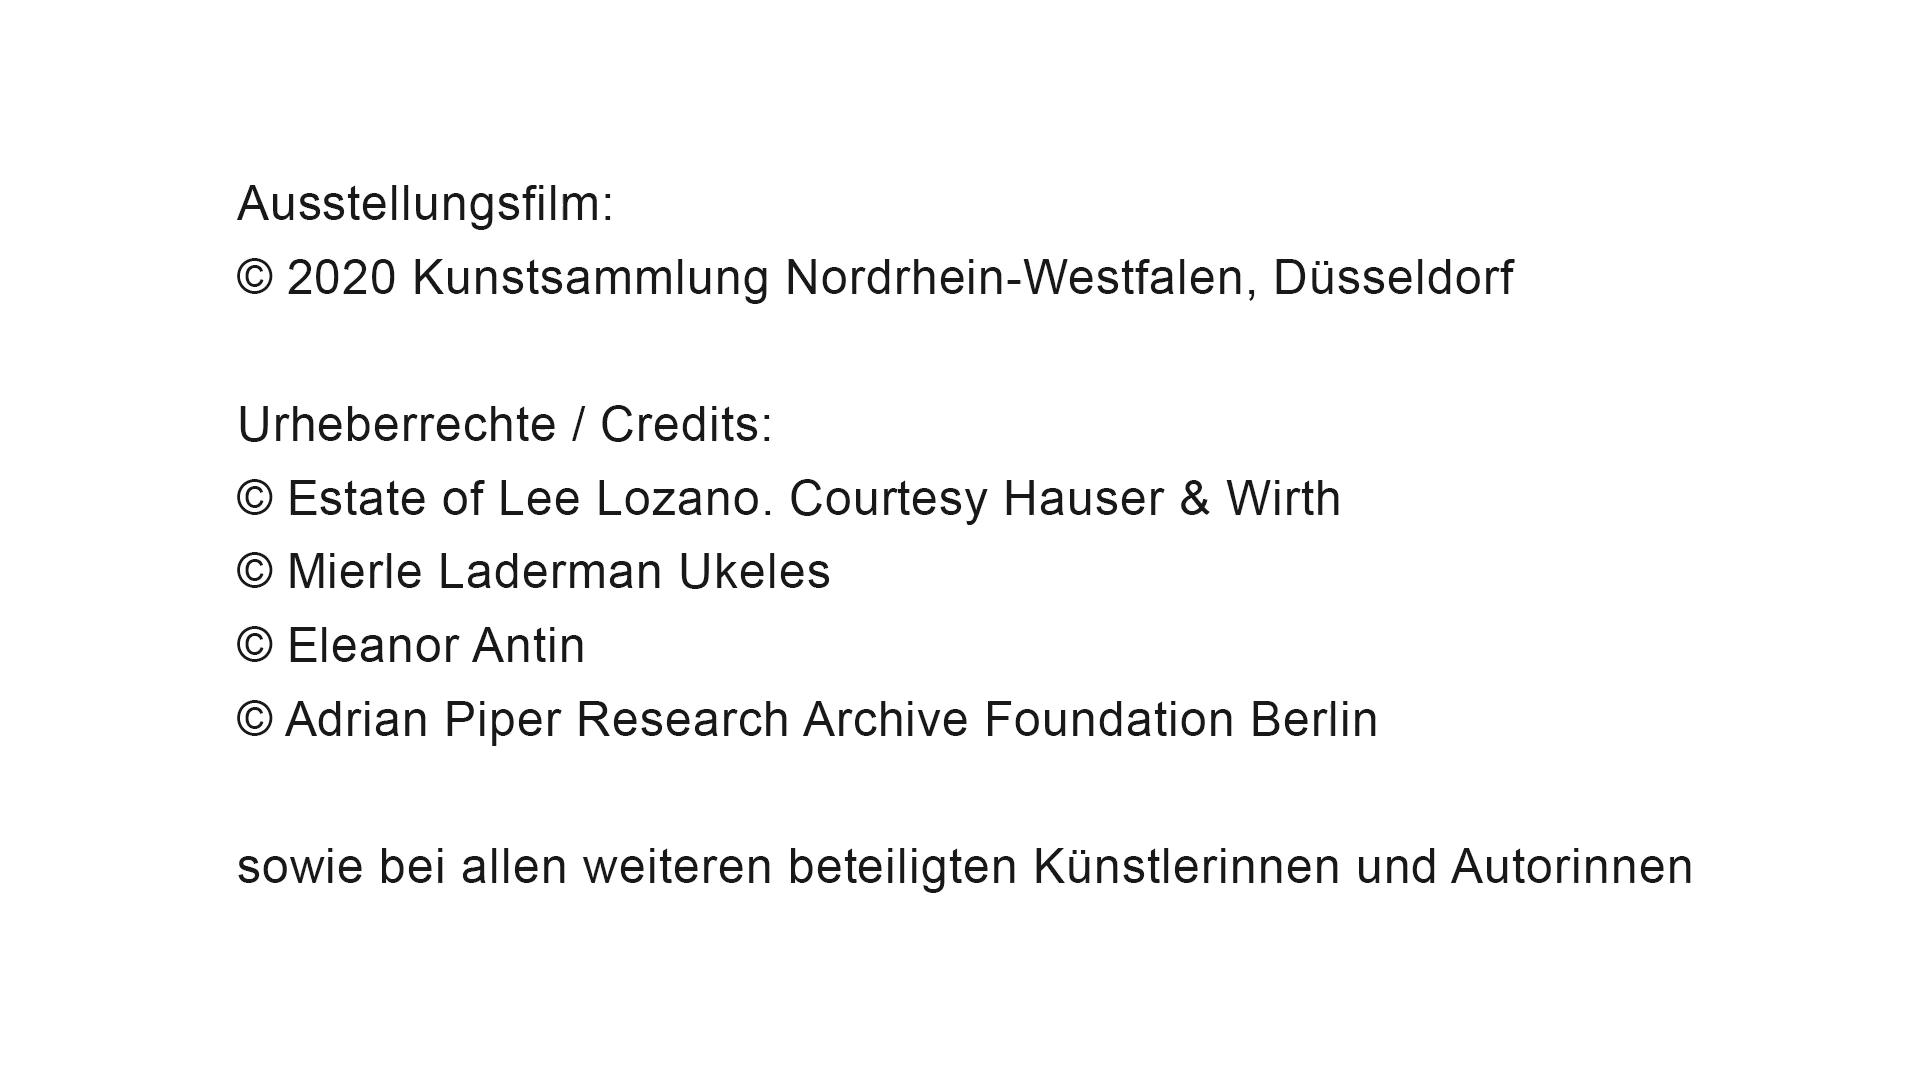 Ausstellungsfilm:
© 2020 Kunstsammlung Nordrhein-Westfalen, Düsseldorf
Urheberrechte / Credits:
© Estate of Lee Lozano. Courtesy Hauser & Wirth
© Mierle Laderman Ukeles
© Eleanor Antin
© Adrian Piper Research Archive Foundation Berlin
sowie bei allen weiteren beteiligten Künstlerinnen und Autorinnen